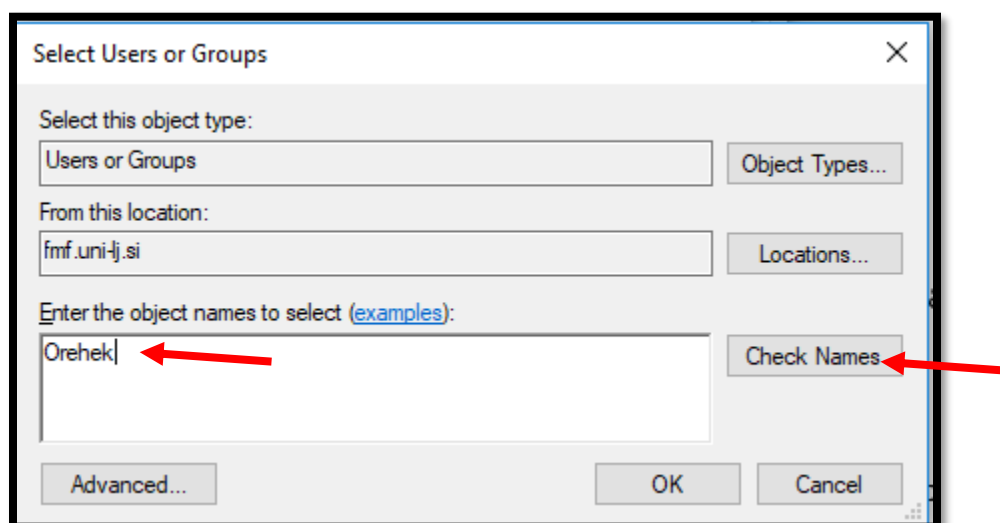 Select Users or Groups
Select this object type:
Users or Groups
Object Types...
From this location:
fmf.uni-lj.si
Locations...
Enter the object names to select (examples):
Orehek
Check Names
Advanced...
OK
Cancel